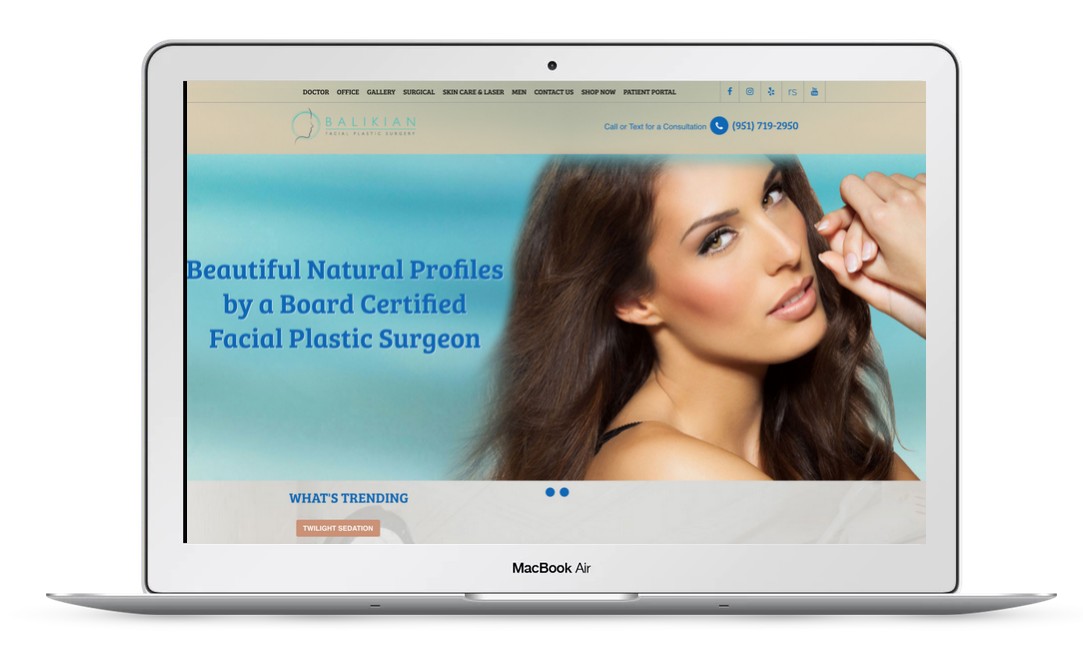 DOCTOR OFFICE GALLERY SURGICAL SKIN CARE & LASER MEN CONTACT US SHOP NOW PATIENT PORTAL rs
BALIKIAN
FACIAL PLASTIC SURGERY
Call or Text for a Consultation (951) 719-2950
Beautiful Natural Profiles
by a Board Certified
Facial Plastic Surgeon
WHAT'S TRENDING
TWILIGHT SEDATION
MacBook Air